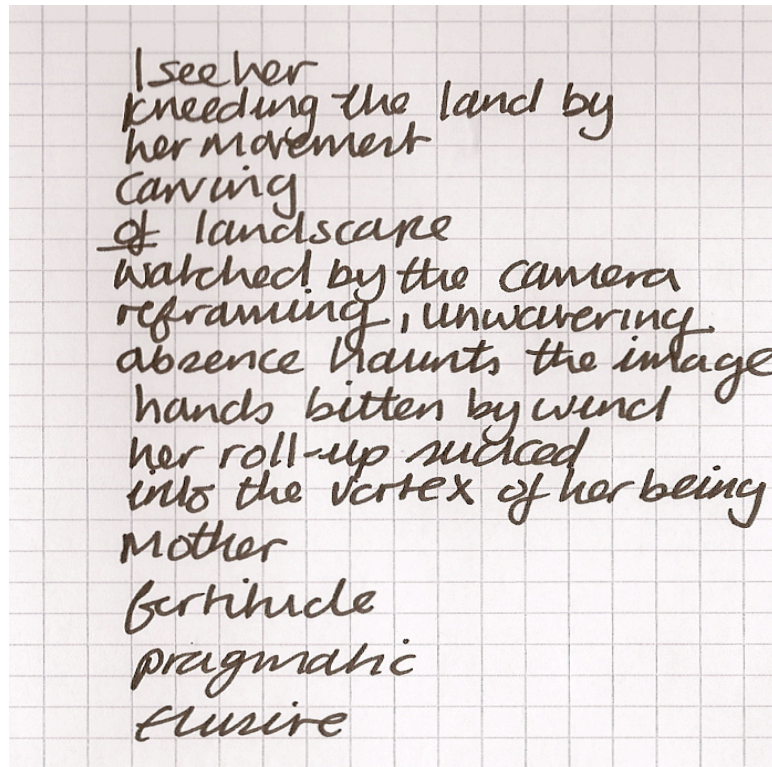 I see her
kneeding the land by
her movement
carving
of landscape
watched by the camera
reframing, unwavering.
absence haunts the image
hands bitten by wind
her roll-up sucked
into the vortex of her being
Mother
fortitude
pragmatic
elusive